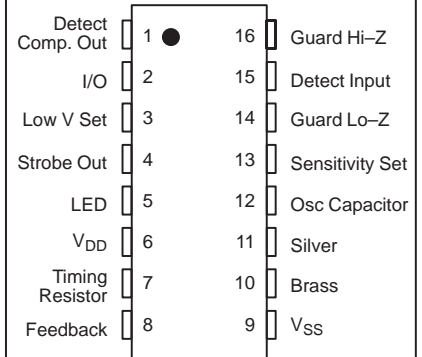 Detect
Comp. Out 1 16 Guard Hi–Z
I/O 2 15 Detect Input
Low V Set 3 14 Guard Lo–Z
Strobe Out 4 13 Sensitivity Set
LED 5 12 Osc Capacitor
VDD 6 11 Silver
Timing
Resistor 7 10 Brass
Feedback 8 9 VSS